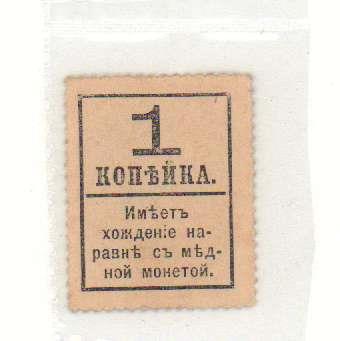 1
КОПѢЙКА.
Имѣетъ
хожденіе на-
равнѣ съ мѣд-
ной монетой.